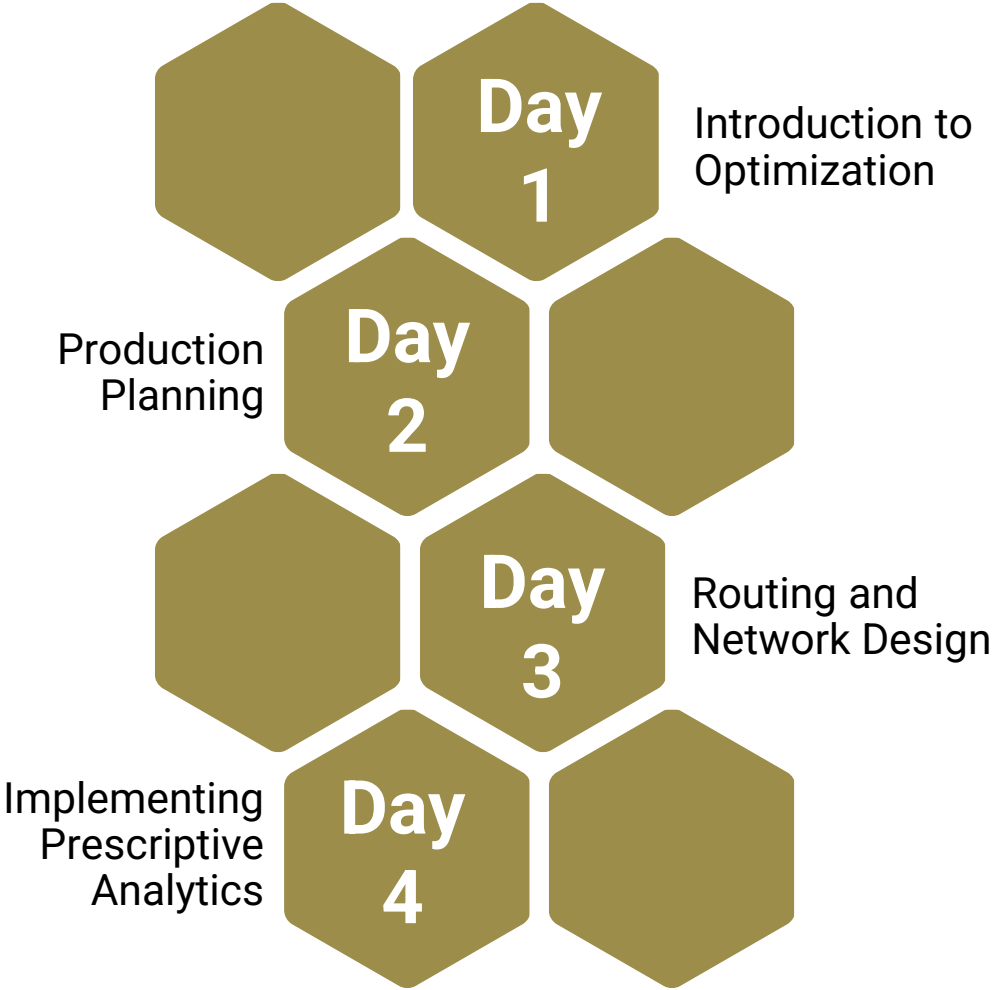 Day
1
Introduction to
Optimization
Production
Planning
Day
2
Day
3
Routing and
Network Design
Implementing
Prescriptive
Analytics
Day
4